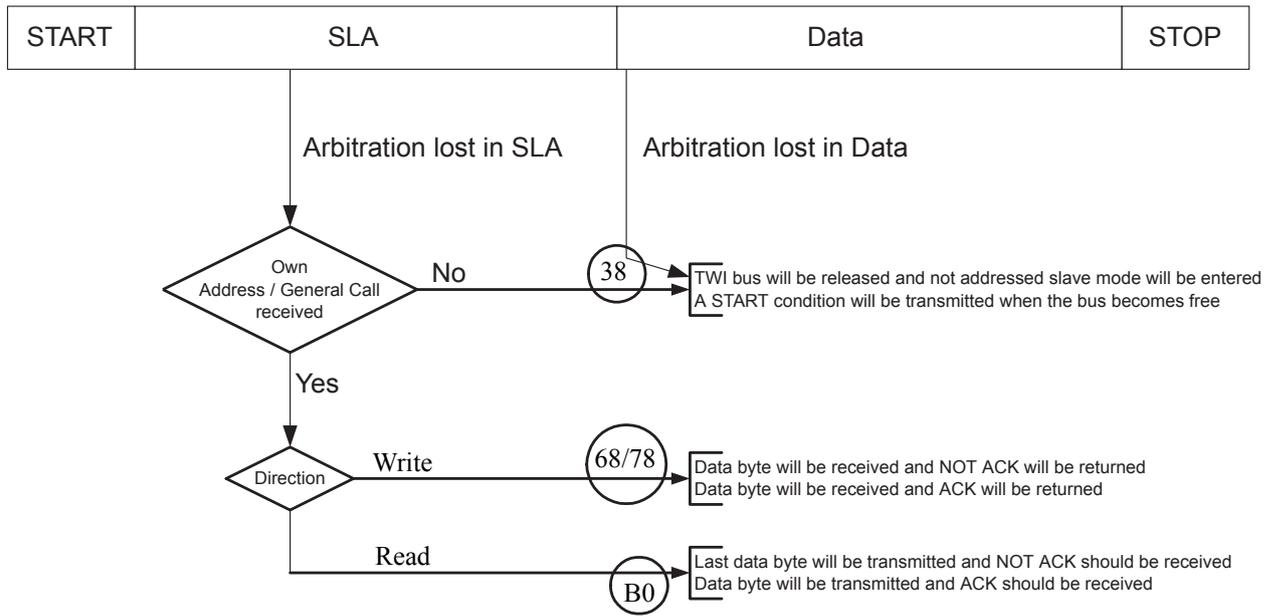 START SLA Data STOP
Arbitration lost in SLA Arbitration lost in Data
Own
Address / General Call
received
No
38
TWI bus will be released and not addressed slave mode will be entered
A START condition will be transmitted when the bus becomes free
Yes
Direction
Write
68/78
Data byte will be received and NOT ACK will be returned
Data byte will be received and ACK will be returned
Read
B0
Last data byte will be transmitted and NOT ACK should be received
Data byte will be transmitted and ACK should be received